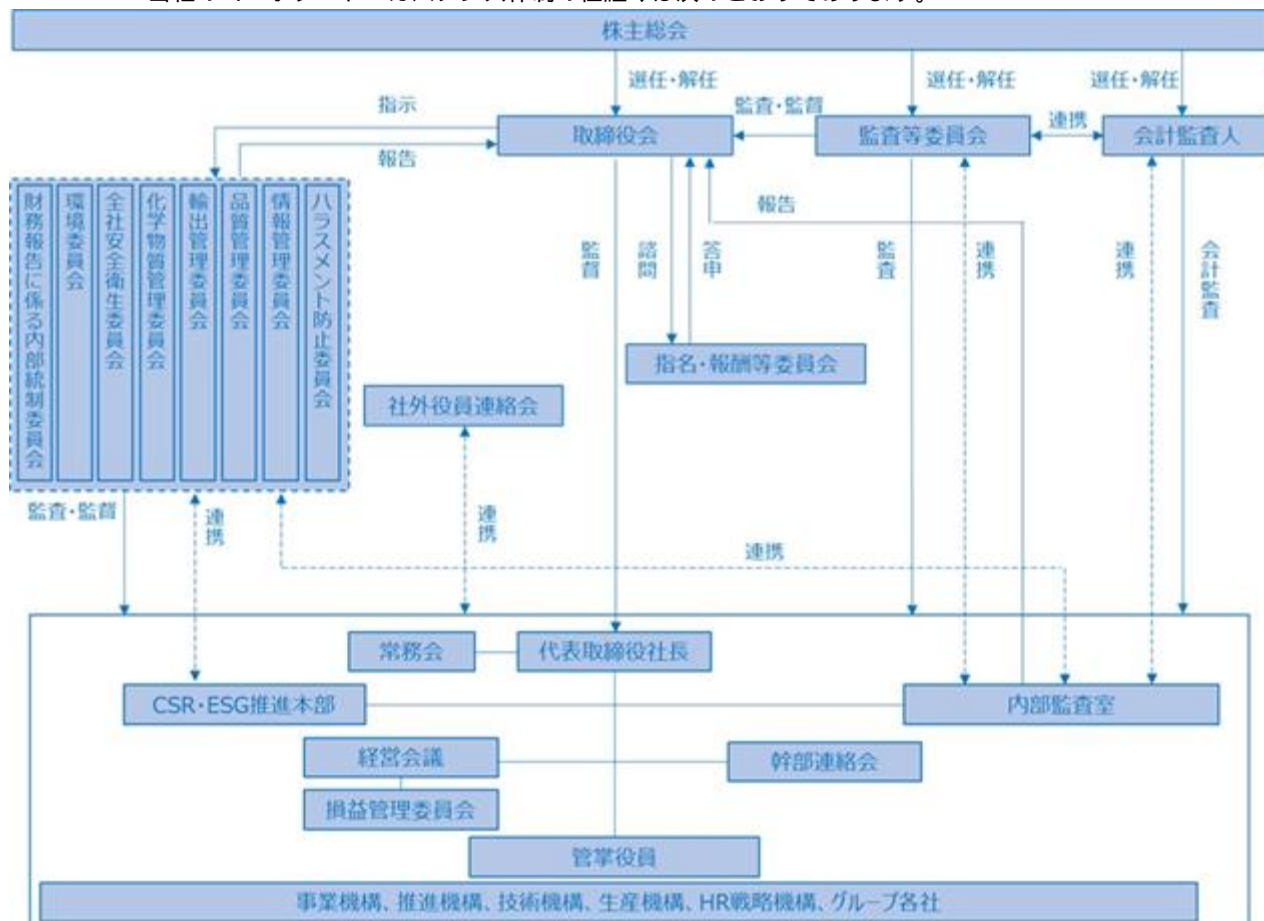 株主総会
選任・解任
選任・解任
選任・解任
指示
監査・監督
連携
取締役会
監査等委員会
会計監査人
報告
財務報告に係る内部統制委員会
環境委員会
全社安全衛生委員会
化学物質管理委員会
輸出管理委員会
品質管理委員会
情報管理委員会
ハラスメント防止委員会
報告
監督
諮問
答申
監査
連携
連携
会計監査
指名・報酬等委員会
社外役員連絡会
監査・監督
連携
連携
連携
常務会
代表取締役社長
CSR・ESG推進本部
内部監査室
経営会議
幹部連絡会
損益管理委員会
管掌役員
事業機構、推進機構、技術機構、生産機構、HR戦略機構、グループ各社